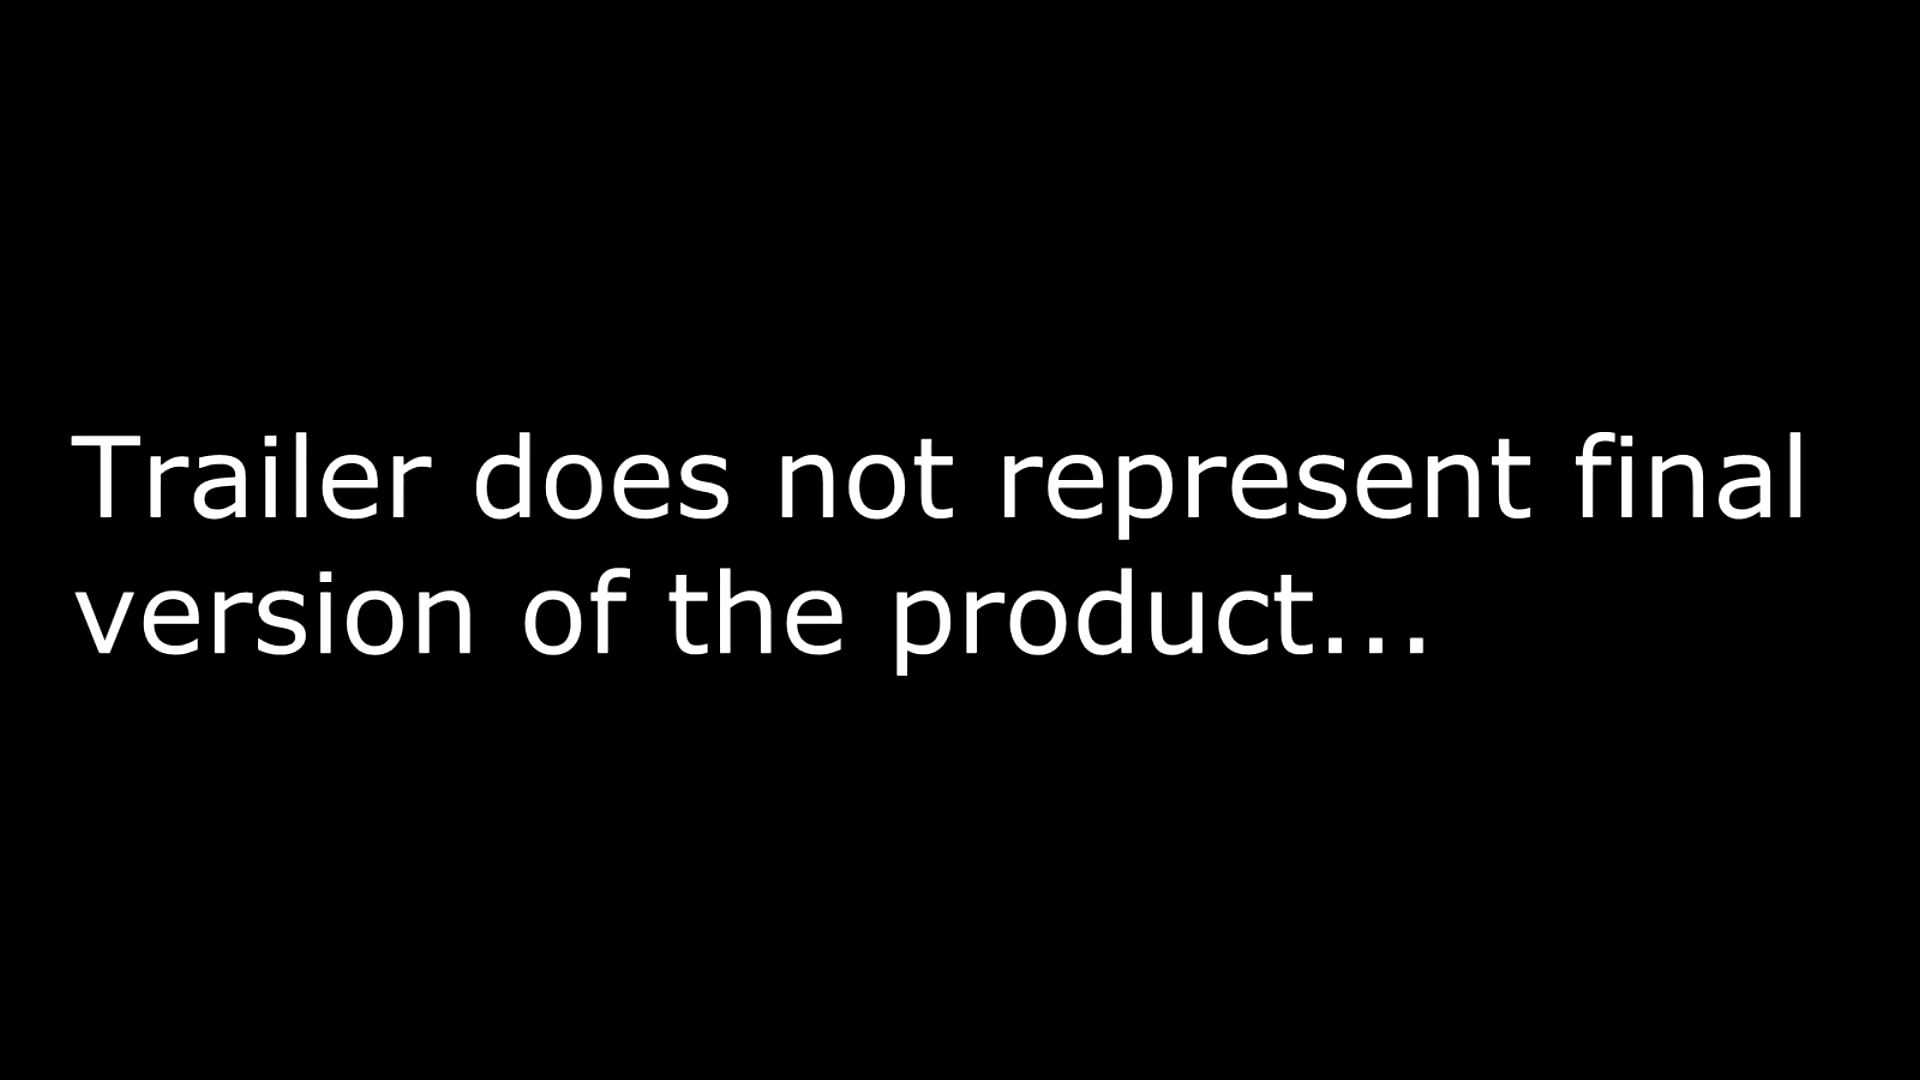 Trailer does not represent final
version of the product...